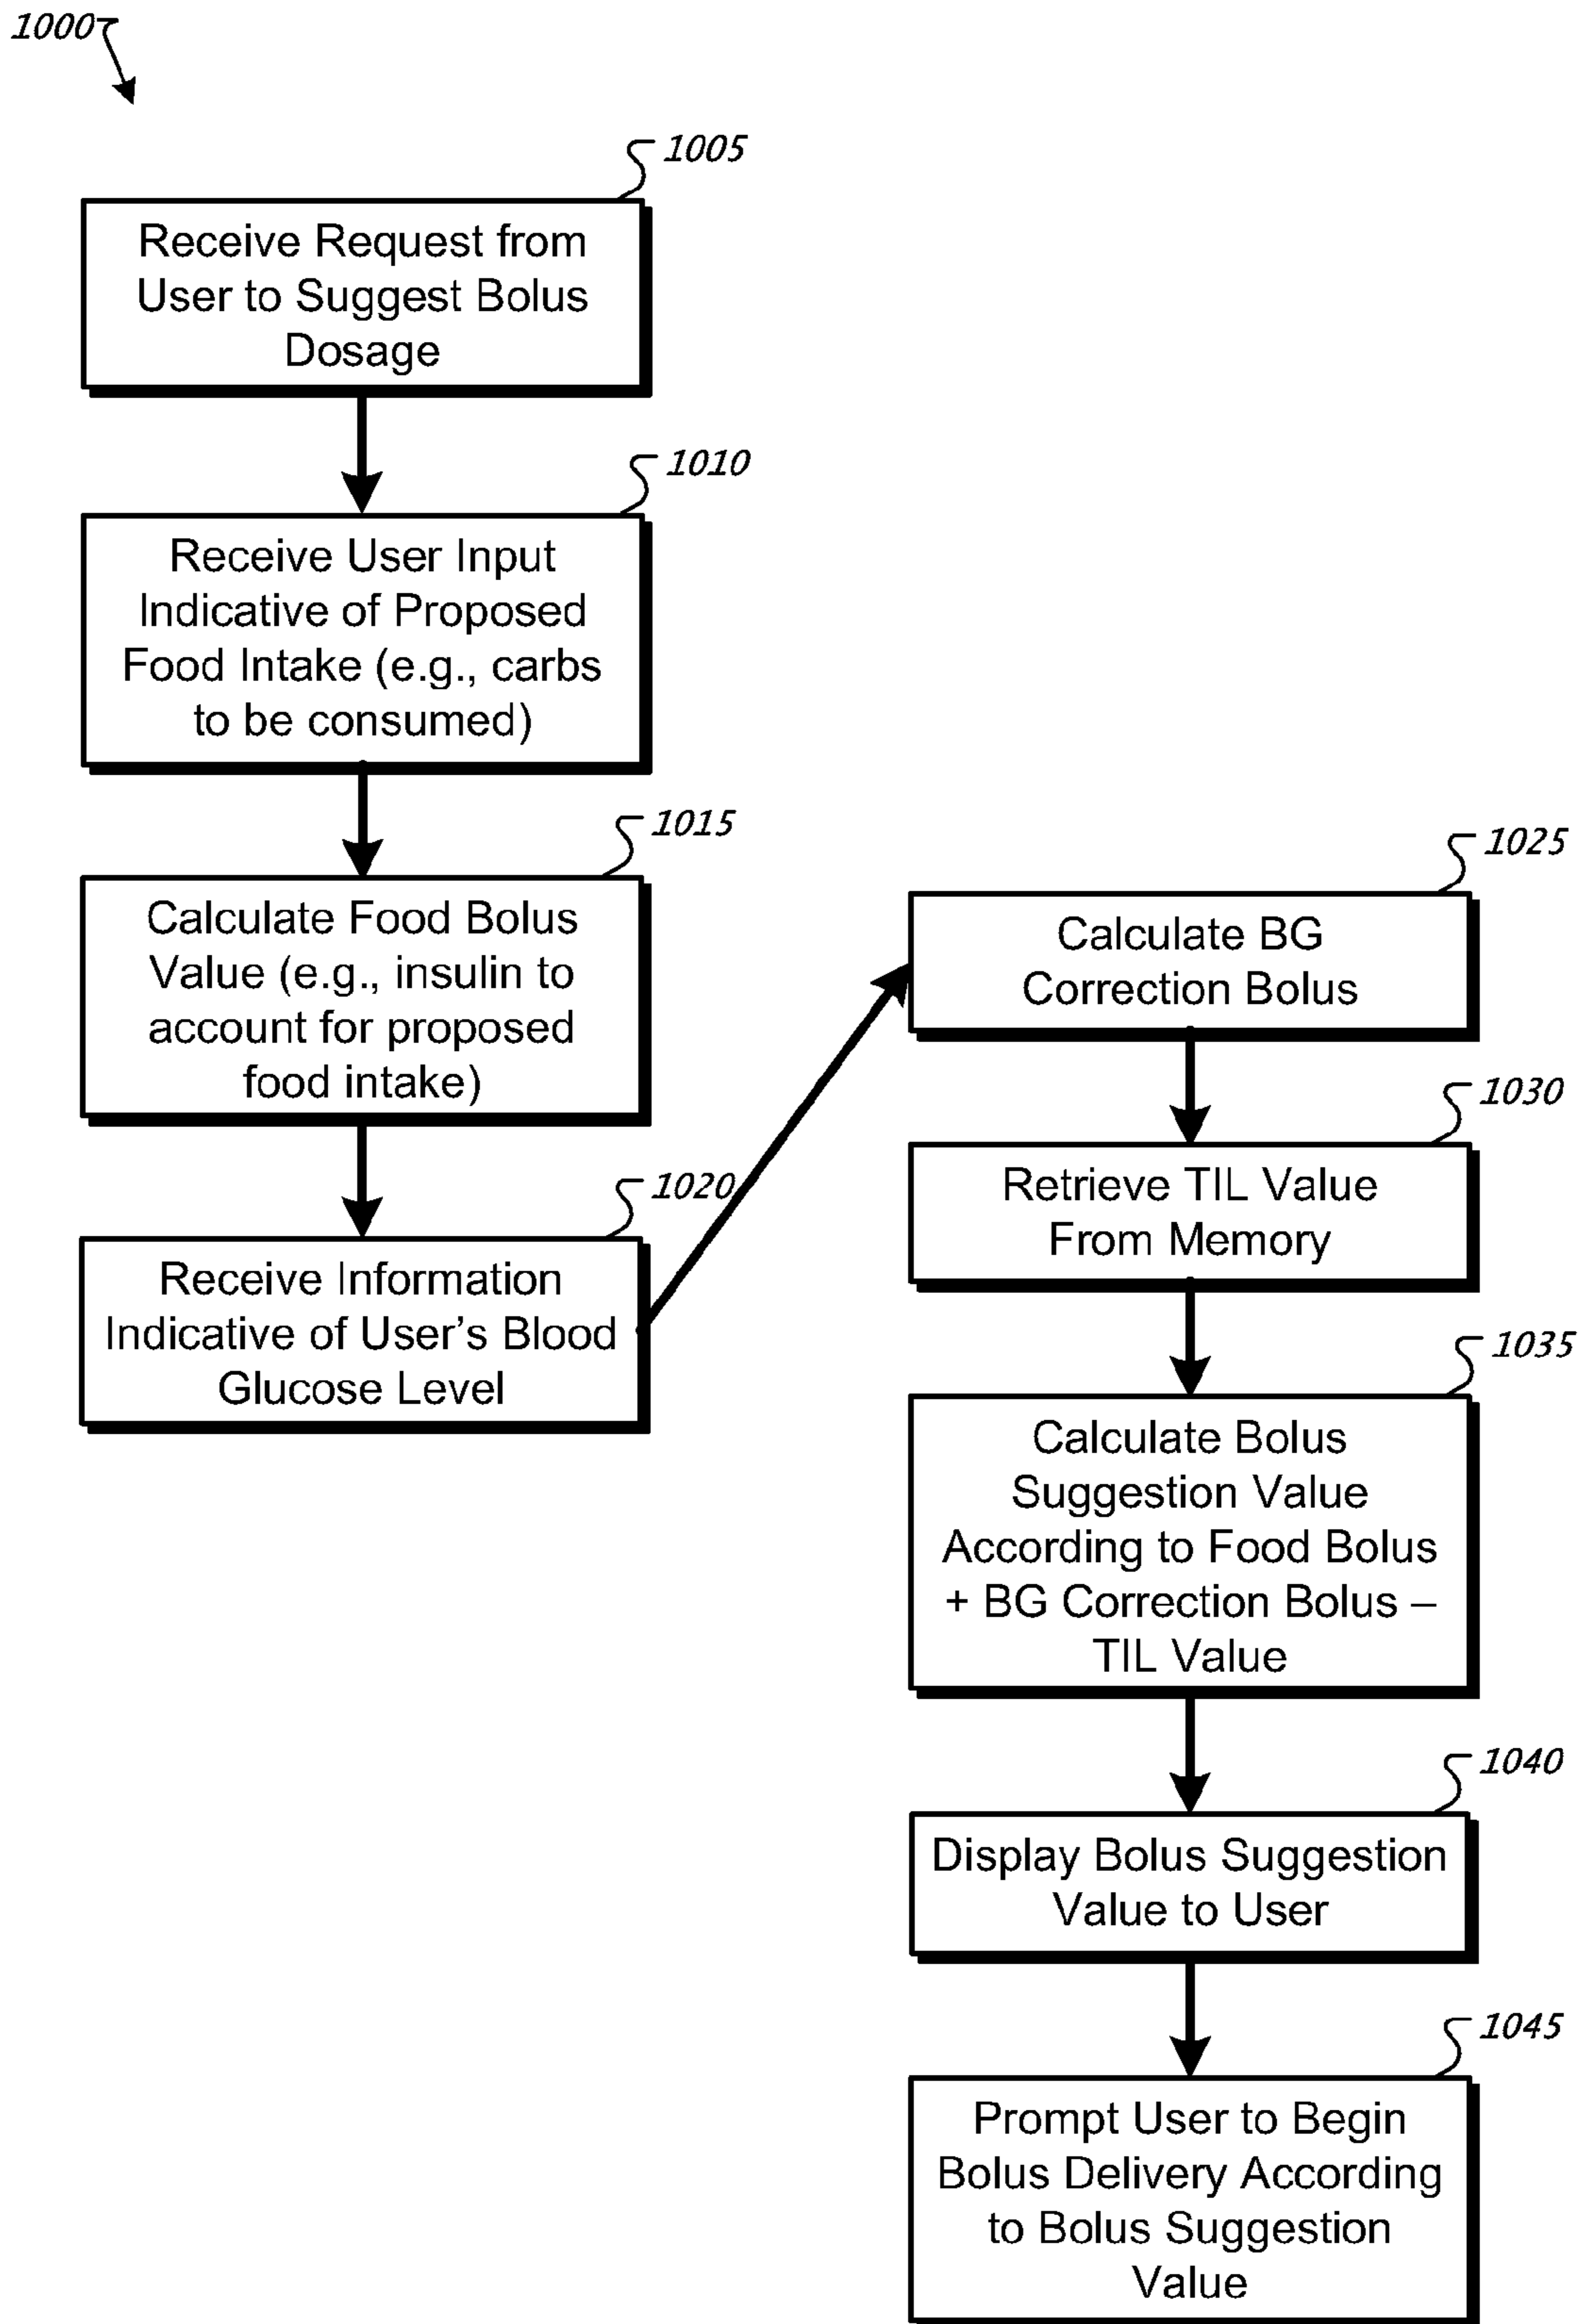 1000
1005
Receive Request from
User to Suggest Bolus
Dosage
1010
Receive User Input
Indicative of Proposed
Food Intake (e.g., carbs
to be consumed)
1015
Calculate Food Bolus
Value (e.g., insulin to
account for proposed
food intake)
1020
Receive Information
Indicative of User's Blood
Glucose Level
1025
Calculate BG
Correction Bolus
1030
Retrieve TIL Value
From Memory
1035
Calculate Bolus
Suggestion Value
According to Food Bolus
+ BG Correction Bolus –
TIL Value
1040
Display Bolus Suggestion
Value to User
1045
Prompt User to Begin
Bolus Delivery According
to Bolus Suggestion
Value